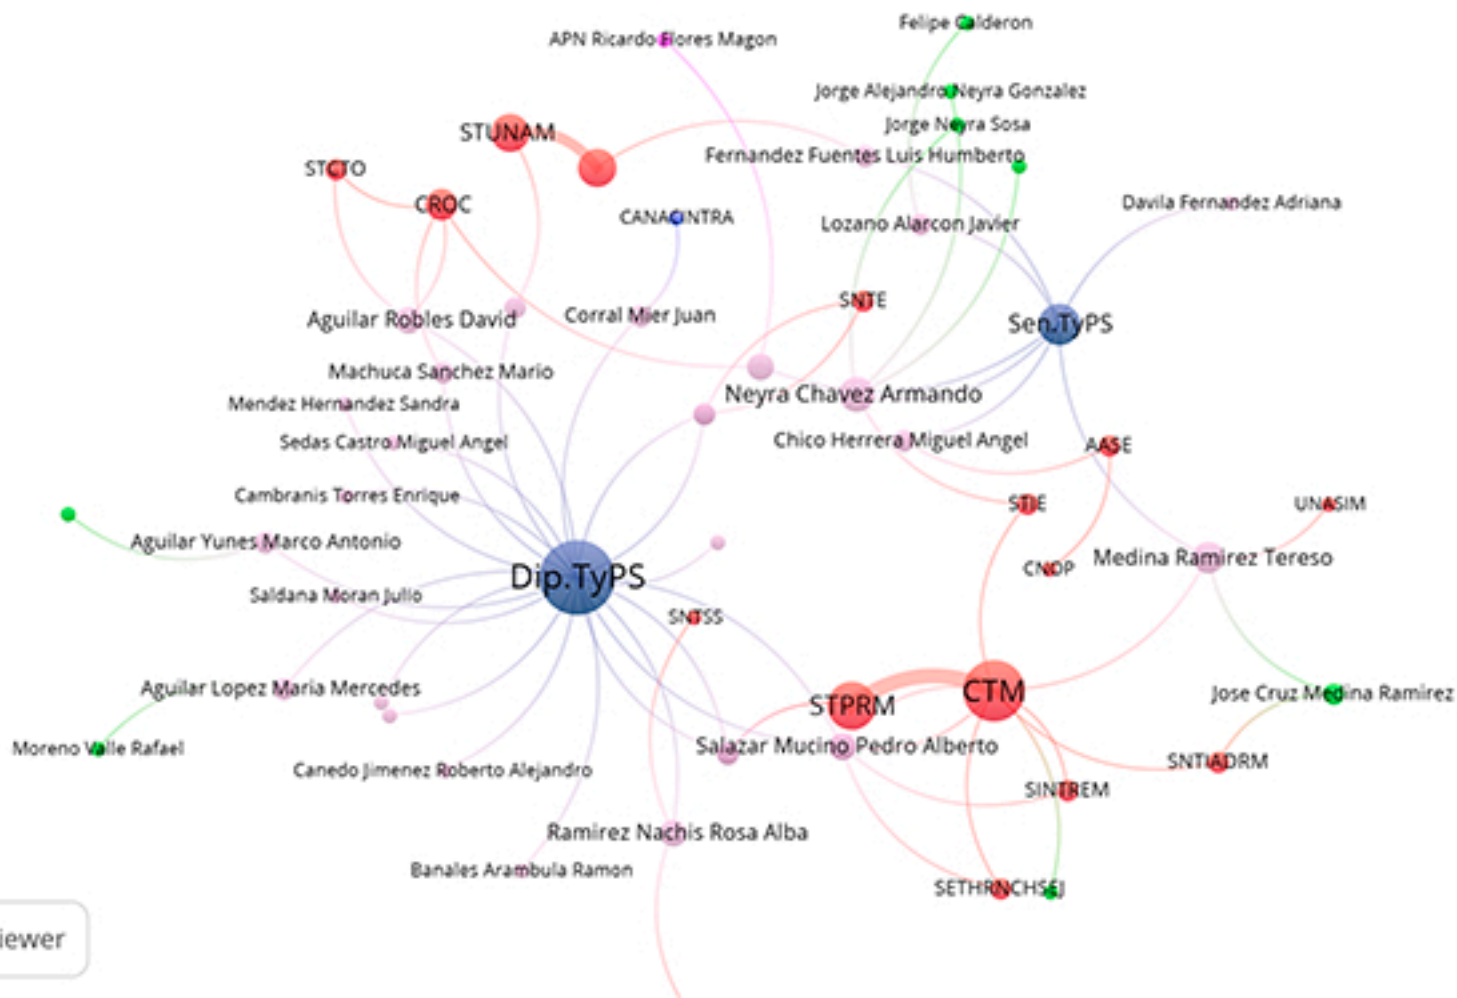 Felipe Calderon
APN Ricardo Flores Magon
Jorge Alejandro Neyra Gonzalez
Jorge Neyra Sosa
STUNAM
Fernandez Fuentes Luis Humberto
STCTO
CROC
Davila Fernandez Adriana
CANACINTRA
Lozano Alarcon Javier
SNTE
Corral Mier Juan
Aguilar Robles David
Sen.TyPS
Machuca Sanchez Mario
Neyra Chavez Armando
Mendez Hernandez Sandra
Chico Herrera Miguel Angel
Sedas Castro Miguel Angel
AASE
Cambranis Torres Enrique
STIE
UNASIM
Aguilar Yunes Marco Antonio
Medina Ramirez Tereso
CNOP
Dip.TyPS
Saldana Moran Julio
SNTSS
Aguilar Lopez Maria Mercedes
CTM
Jose Cruz Medina Ramirez
STPRM
Moreno Valle Rafael
Salazar Mucino Pedro Alberto
SNTIADRM
Canedo Jimenez Roberto Alejandro
SINTREM
Ramirez Nachis Rosa Alba
Banales Arambula Ramon
SETHRNCHSEJ
iewer